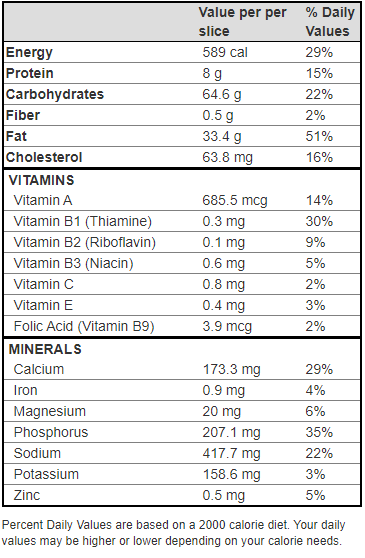 Value per per slice % Daily Values
Energy 589 cal 29%
Protein 8 g 15%
Carbohydrates 64.6 g 22%
Fiber 0.5 g 2%
Fat 33.4 g 51%
Cholesterol 63.8 mg 16%
VITAMINS
Vitamin A 685.5 mcg 14%
Vitamin B1 (Thiamine) 0.3 mg 30%
Vitamin B2 (Riboflavin) 0.1 mg 9%
Vitamin B3 (Niacin) 0.6 mg 5%
Vitamin C 0.8 mg 2%
Vitamin E 0.4 mg 3%
Folic Acid (Vitamin B9) 3.9 mcg 2%
MINERALS
Calcium 173.3 mg 29%
Iron 0.9 mg 4%
Magnesium 20 mg 6%
Phosphorus 207.1 mg 35%
Sodium 417.7 mg 22%
Potassium 158.6 mg 3%
Zinc 0.5 mg 5%
Percent Daily Values are based on a 2000 calorie diet. Your daily
values may be higher or lower depending on your calorie needs.